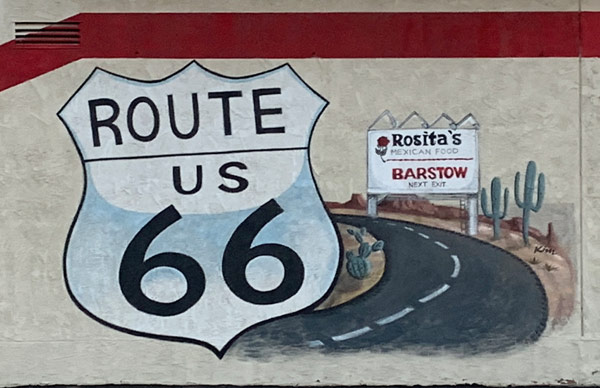 ROUTE
US
66
Rosita's
MEXICAN FOOD
BARSTOW
NEXT EXIT